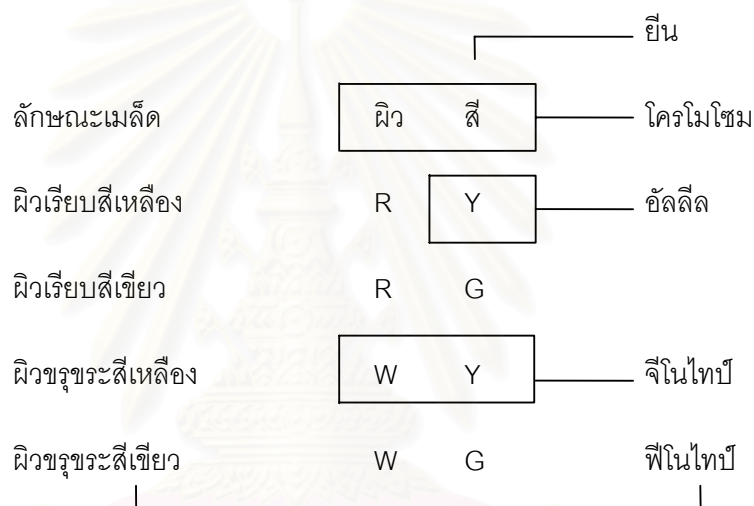 ยีน
ลักษณะเมล็ด ผิว สี โครโมโซม
ผิวเรียบสีเหลือง R Y อัลลีล
ผิวเรียบสีเขียว R G
ผิวขรุขระสีเหลือง W Y จีโนไทป์
ผิวขรุขระสีเขียว W G ฟีโนไทป์